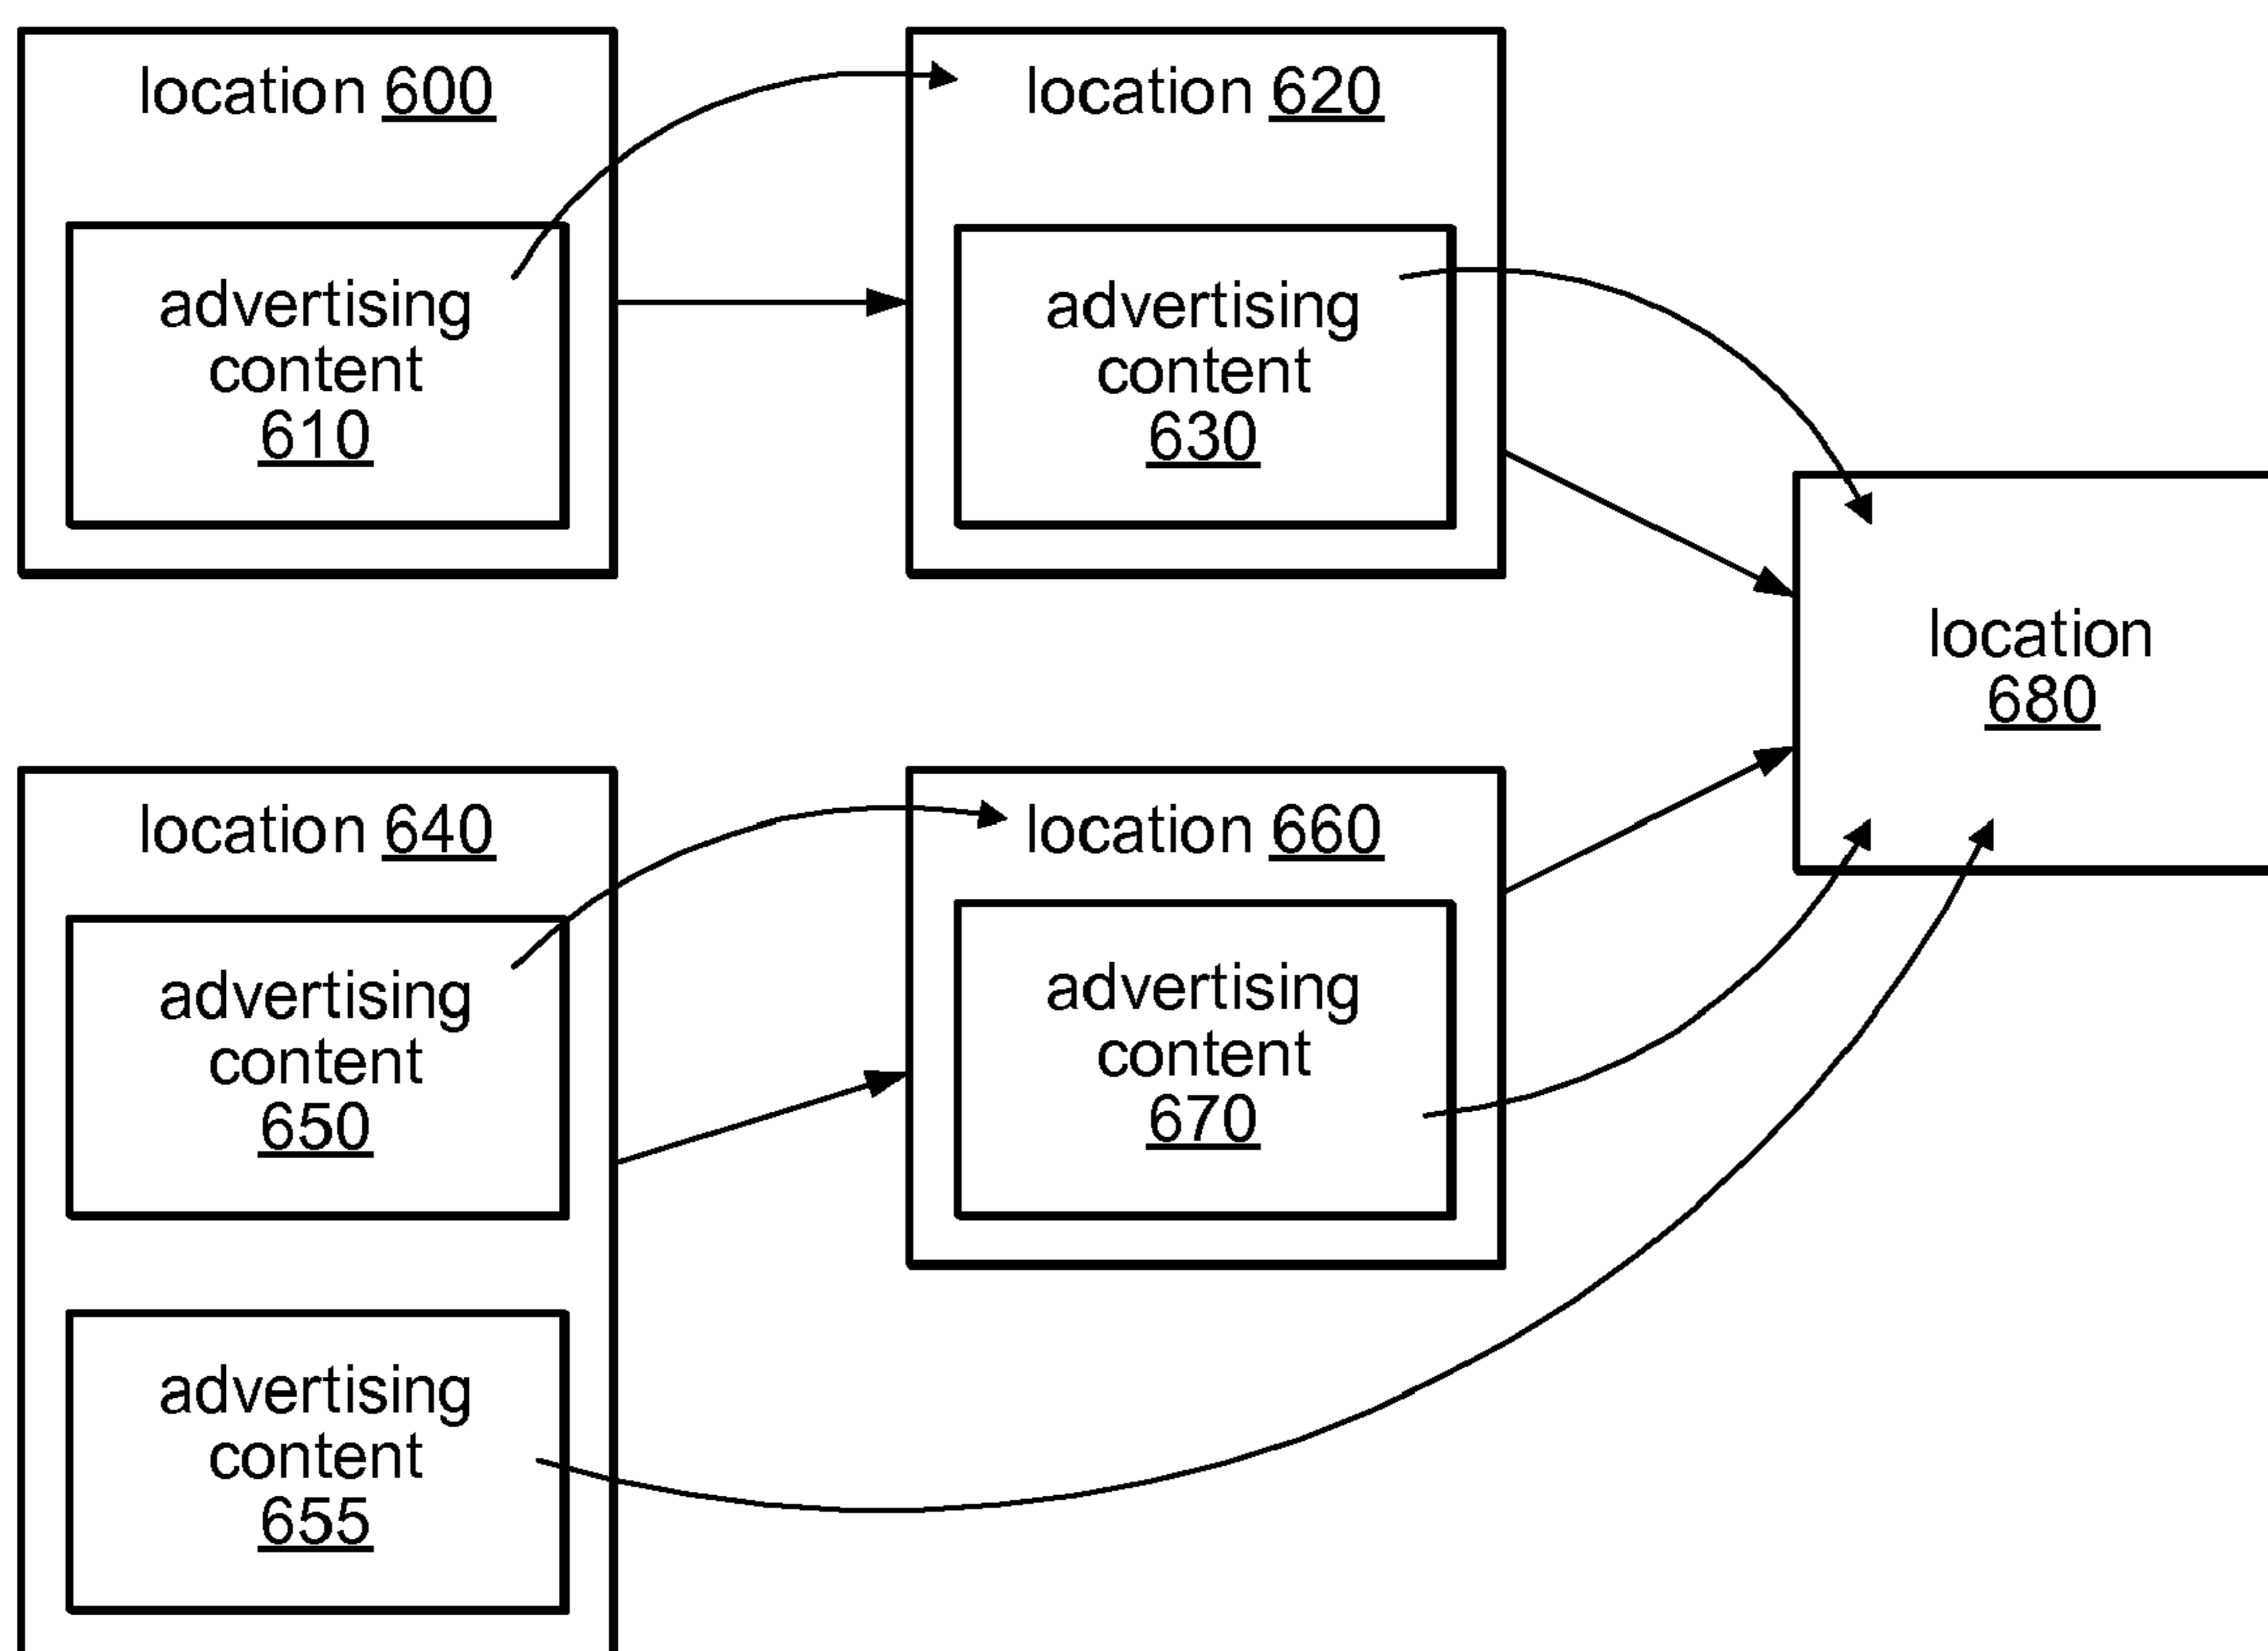 location 600
advertising
content
610
location 620
advertising
content
630
location
680
location 640
advertising
content
650
advertising
content
655
location 660
advertising
content
670